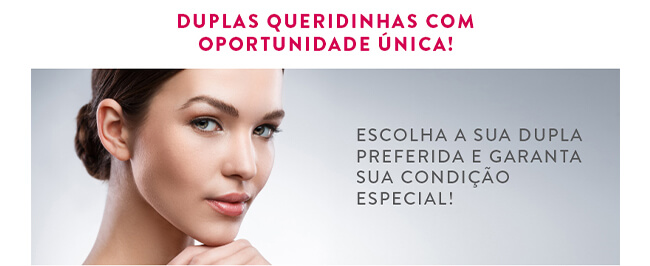 DUPLAS QUERIDINHAS COM
OPORTUNIDADE ÚNICA!
ESCOLHA A SUA DUPLA
PREFERIDA E GARANTA
SUA CONDIÇÃO
ESPECIAL!